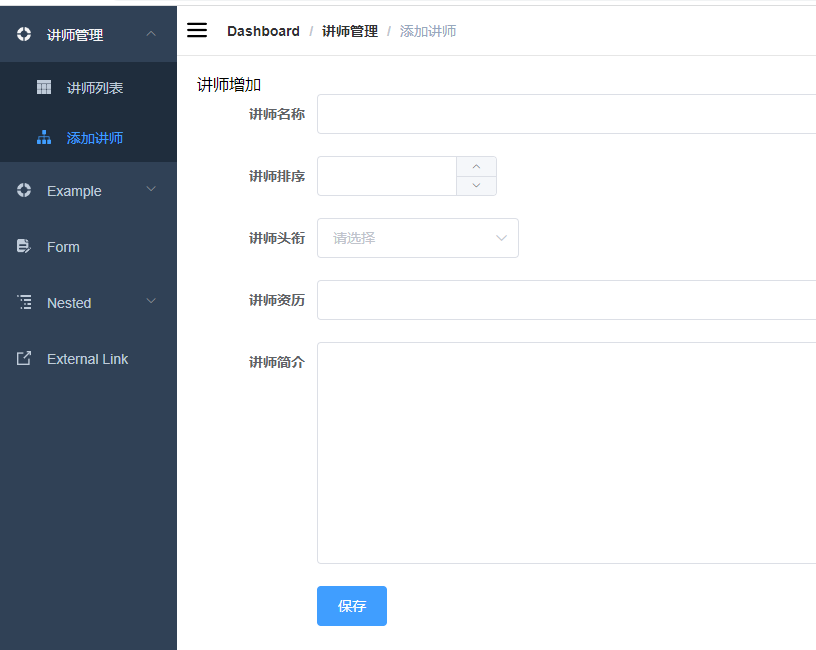 讲师管理
讲师列表
添加讲师
Example
Form
Nested
External Link
Dashboard / 讲师管理 / 添加讲师
讲师增加
讲师名称
讲师排序
讲师头衔 请选择
讲师资历
讲师简介
保存